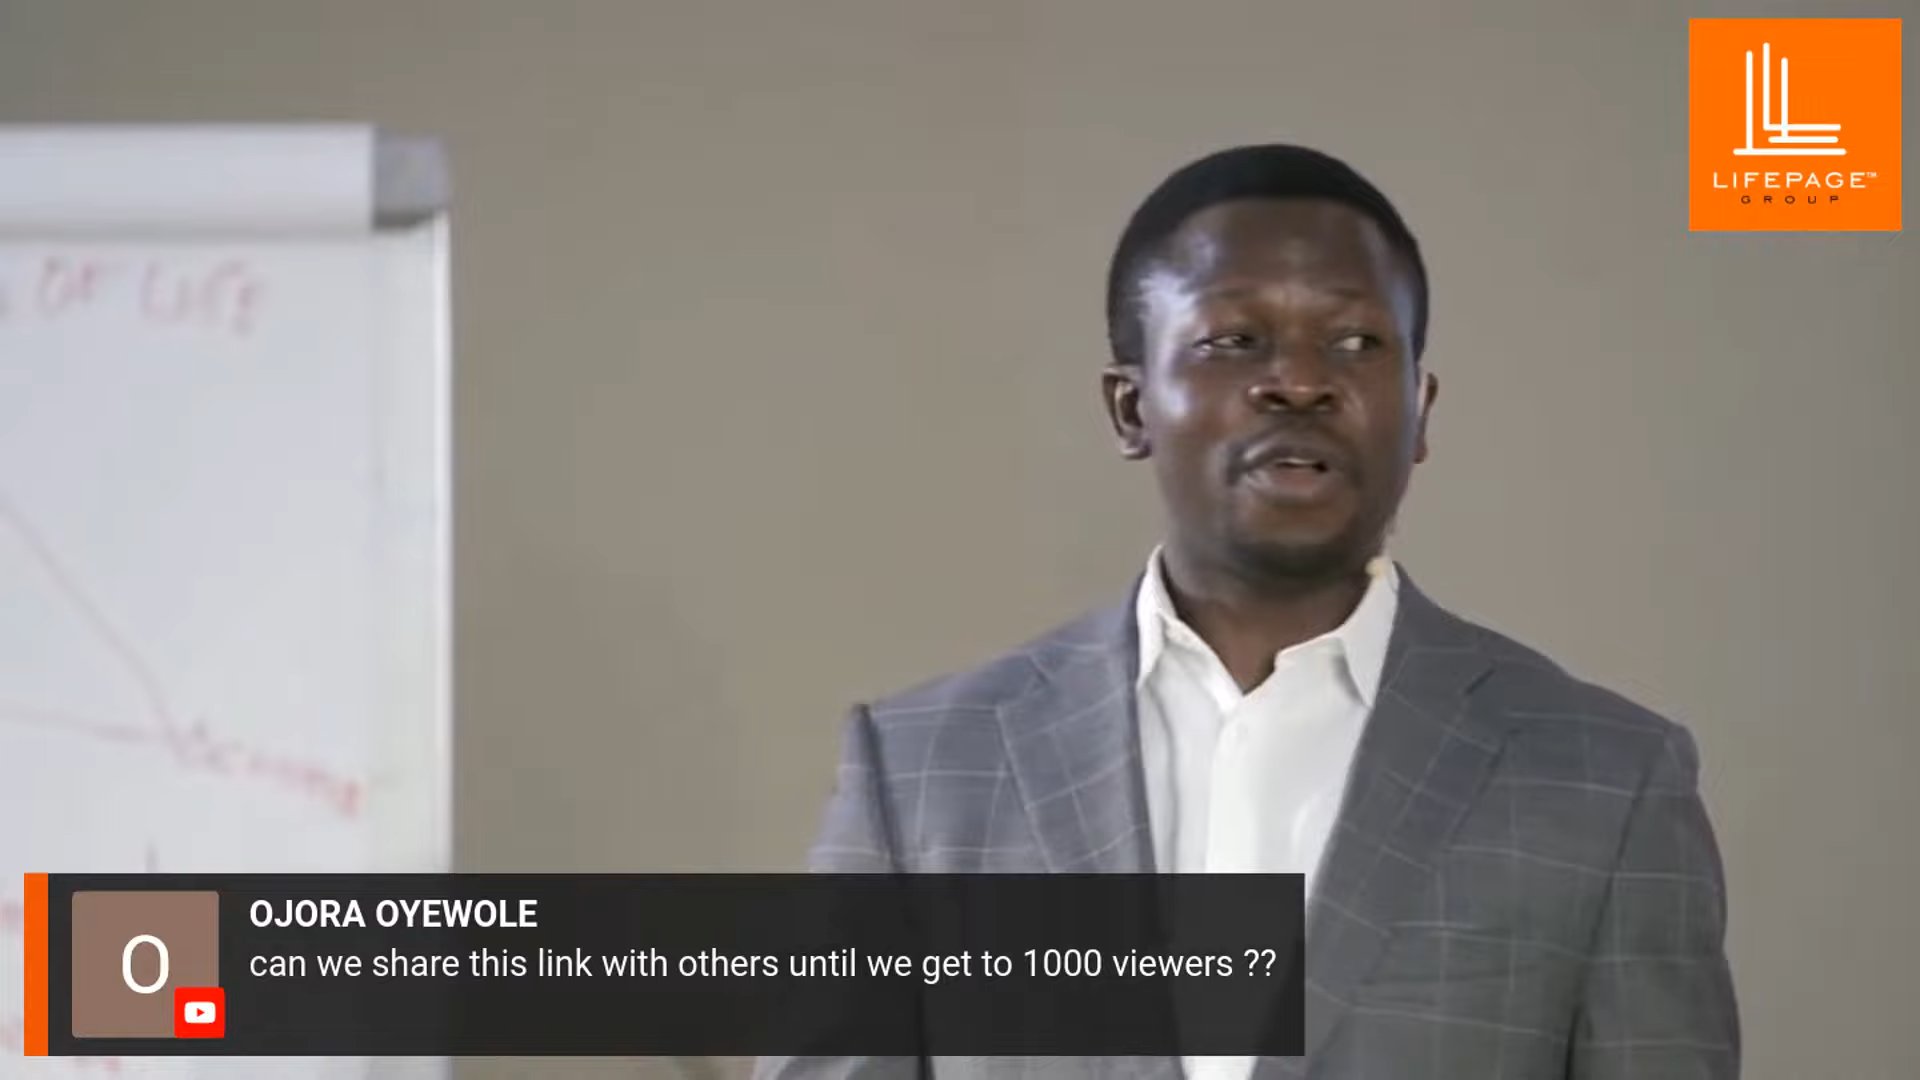 LIFEPAGE™
GROUP
OF LIFE
OJORA OYEWOLE
O
can we share this link with others until we get to 1000 viewers ??